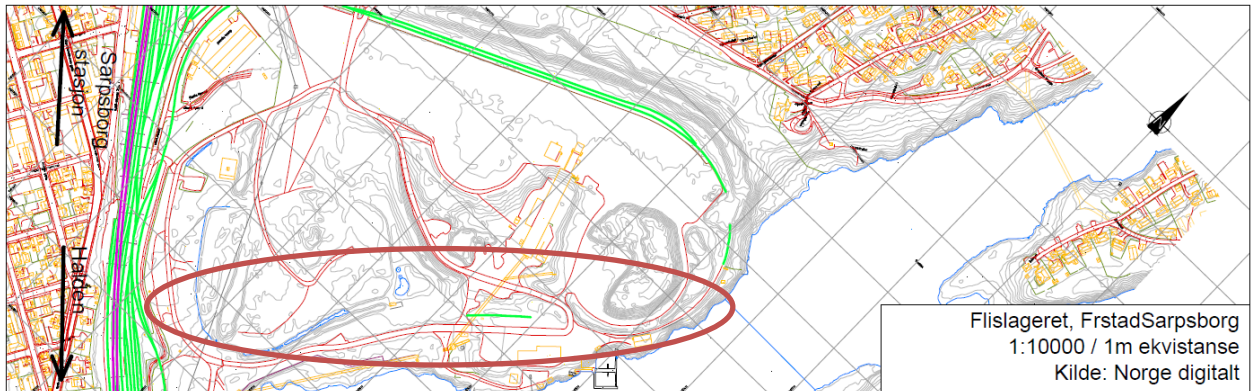 Sarpsborg
stasjon
Halden
Flislageret, FrstadSarpsborg
1:10000 / 1m ekvistanse
Kilde: Norge digitalt